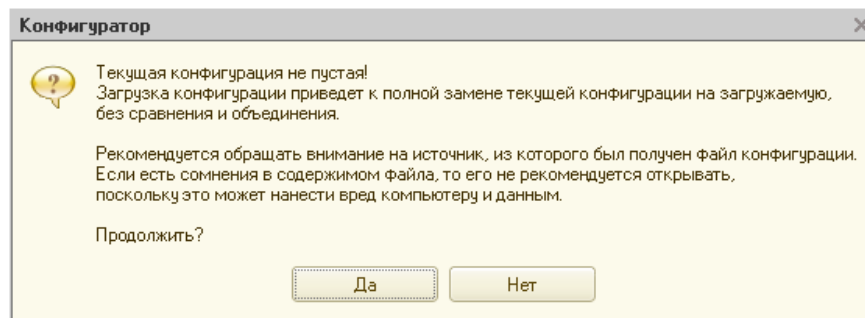 Конфигуратор
Текущая конфигурация не пустая!
Загрузка конфигурации приведет к полной замене текущей конфигурации на загружаемую,
без сравнения и объединения.
Рекомендуется обращать внимание на источник, из которого был получен файл конфигурации.
Если есть сомнения в содержимом файла, то его не рекомендуется открывать,
поскольку это может нанести вред компьютеру и данным.
Продолжить?
Да Нет